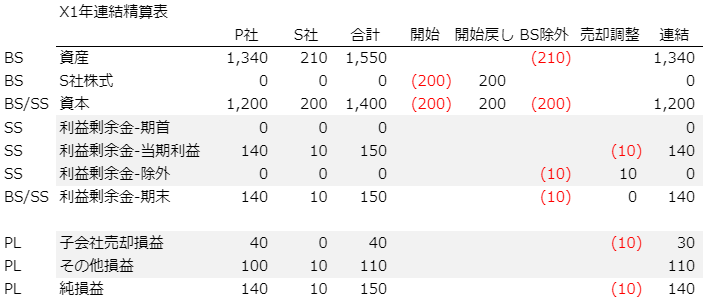 X1年連結精算表
P社 S社 合計 開始 開始戻し BS除外 売却調整 連結
BS 資産 1,340 210 1,550 (210) 1,340
BS S社株式 0 0 0 (200) 200 0
BS/SS 資本 1,200 200 1,400 (200) 200 (200) 1,200
SS 利益剰余金-期首 0 0 0 0
SS 利益剰余金-当期利益 140 10 150 (10) 140
SS 利益剰余金-除外 0 0 0 (10) 10 0
BS/SS 利益剰余金-期末 140 10 150 (10) 0 140
PL 子会社売却損益 40 0 40 (10) 30
PL その他損益 100 10 110 110
PL 純損益 140 10 150 (10) 140